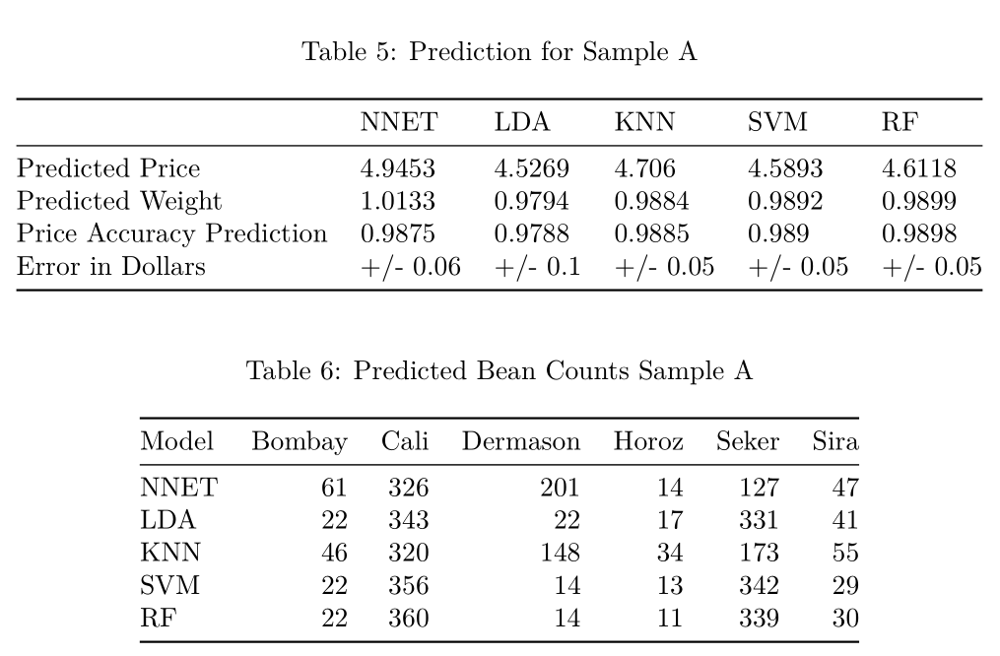 Table 5: Prediction for Sample A
NNET LDA KNN SVM RF
Predicted Price 4.9453 4.5269 4.706 4.5893 4.6118
Predicted Weight 1.0133 0.9794 0.9884 0.9892 0.9899
Price Accuracy Prediction 0.9875 0.9788 0.9885 0.989 0.9898
Error in Dollars +/- 0.06 +/- 0.1 +/- 0.05 +/- 0.05 +/- 0.05
Table 6: Predicted Bean Counts Sample A
Model Bombay Cali Dermason Horoz Seker Sira
NNET 61 326 201 14 127 47
LDA 22 343 22 17 331 41
KNN 46 320 148 34 173 55
SVM 22 356 14 13 342 29
RF 22 360 14 11 339 30